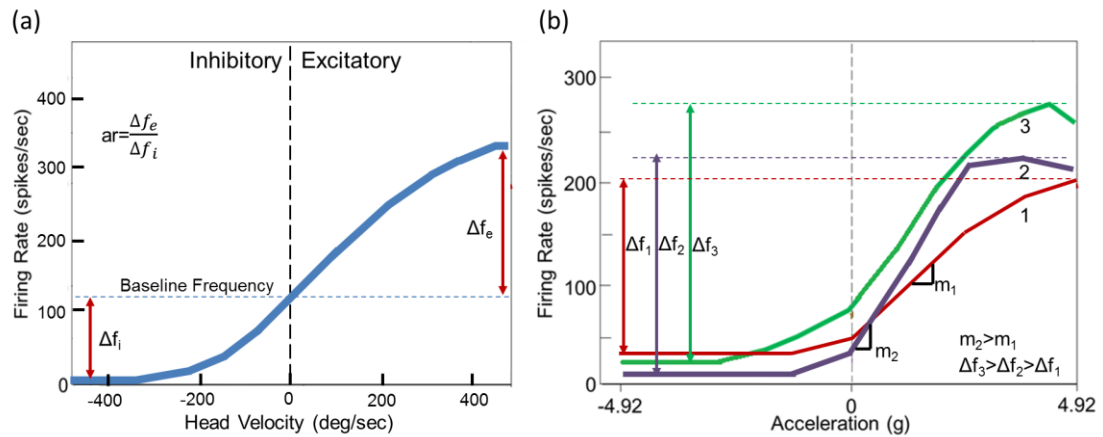 (a)
Inhibitory Excitatory
ar=Δfe/Δfi
Baseline Frequency
Δfi
Δfe
400
300
200
100
0
-400 -200 0 200 400
Firing Rate (spikes/sec)
Head Velocity (deg/sec)
(b)
300
200
100
0
-4.92 0 4.92
Firing Rate (spikes/sec)
Acceleration (g)
Δf1 Δf2 Δf3
3
2
1
m1
m2
m2>m1
Δf3>Δf2>Δf1